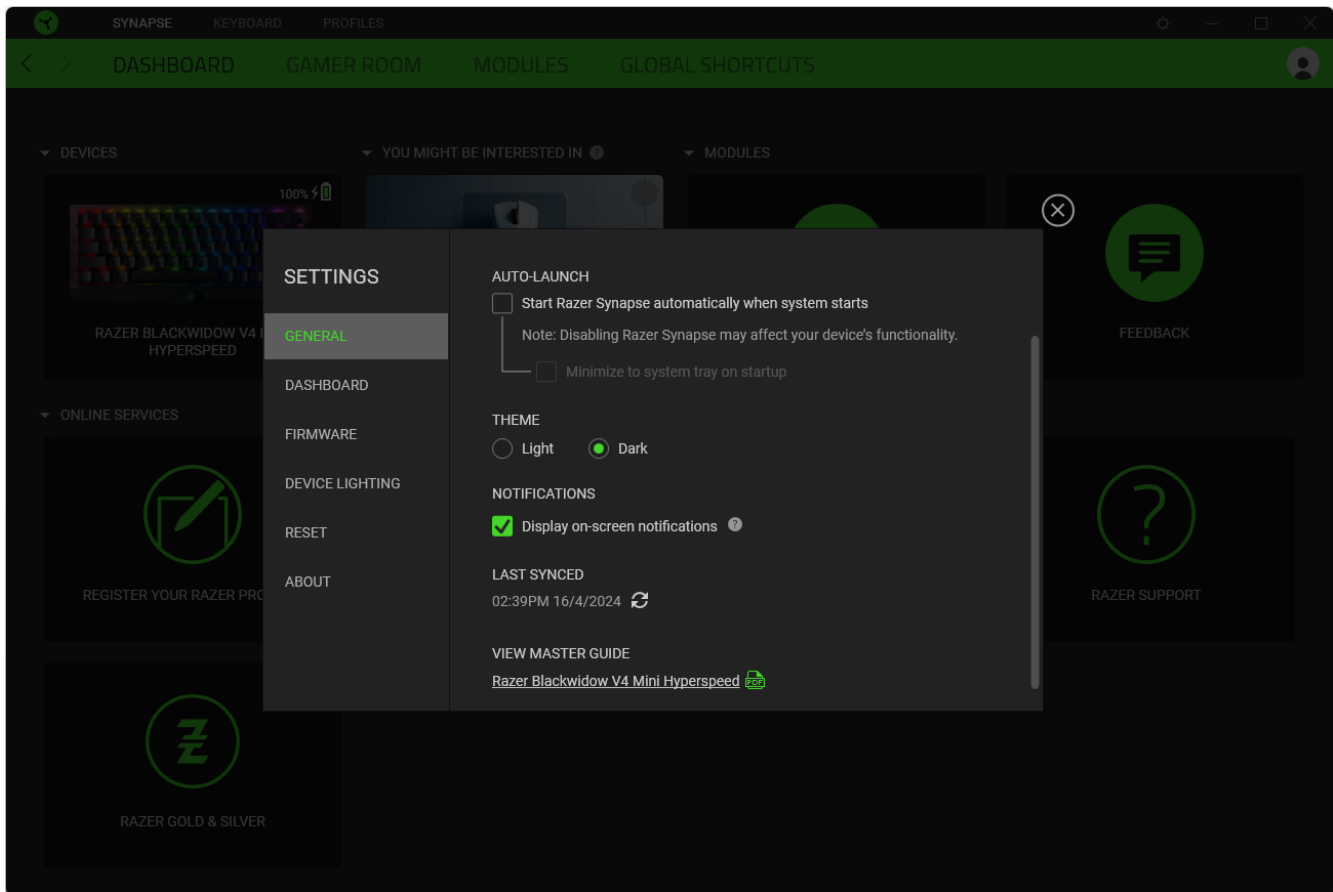 SYNAPSE KEYBOARD PROFILES
DASHBOARD GAMER ROOM MODULES GLOBAL SHORTCUTS
DEVICES
100%
RAZER BLACKWIDOW V4
HYPERSPEED
YOU MIGHT BE INTERESTED IN ?
MODULES
FEEDBACK
ONLINE SERVICES
REGISTER YOUR RAZER
RAZER SUPPORT
RAZER GOLD & SILVER
SETTINGS
GENERAL
DASHBOARD
FIRMWARE
DEVICE LIGHTING
RESET
ABOUT
AUTO-LAUNCH
Start Razer Synapse automatically when system starts
Note: Disabling Razer Synapse may affect your device’s functionality.
Minimize to system tray on startup
THEME
Light Dark
NOTIFICATIONS
Display on-screen notifications ?
LAST SYNCED
02:39PM 16/4/2024
VIEW MASTER GUIDE
Razer Blackwidow V4 Mini Hyperspeed PDF